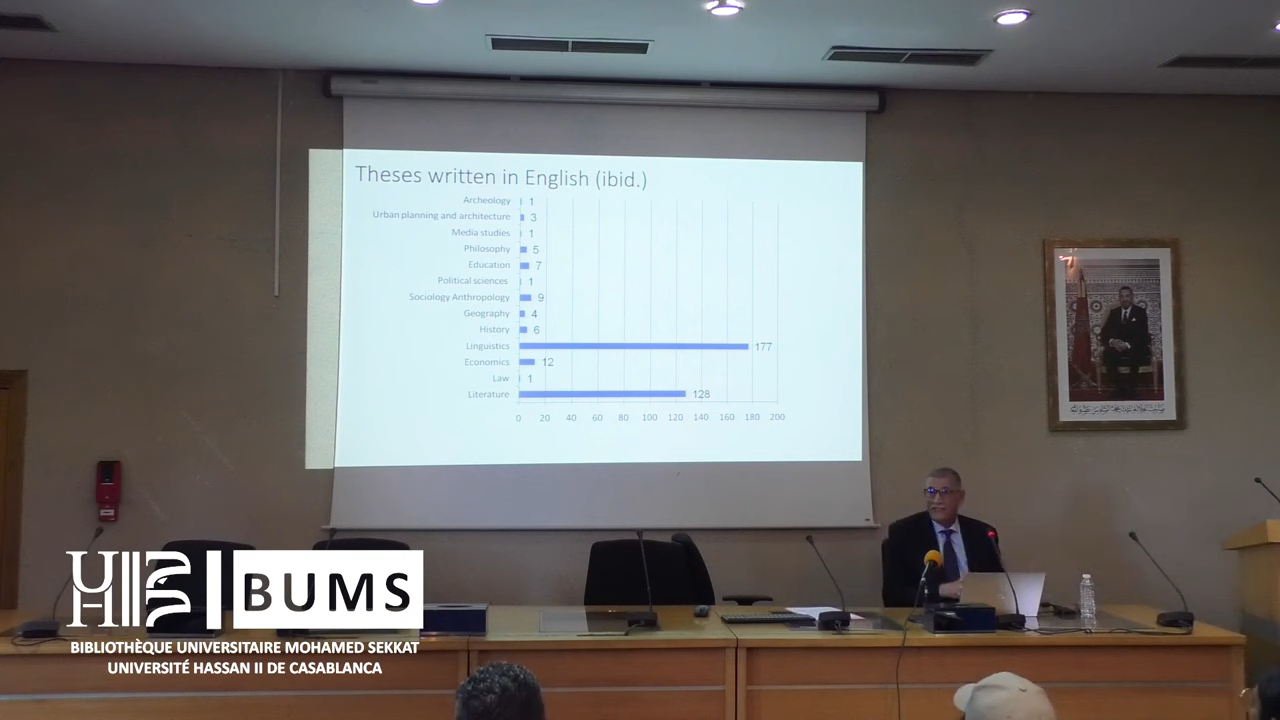 Theses written in English (ibid.)
Archeology 1
Urban planning and architecture 3
Media studies 1
Philosophy 5
Education 7
Political sciences 1
Sociology Anthropology 9
Geography 4
History 6
Linguistics 177
Economics 12
Law 1
Literature 128
0 20 40 60 80 100 120 140 160 180 200
UH
BUMS
BIBLIOTHÈQUE UNIVERSITAIRE MOHAMED SEKKAT
UNIVERSITÉ HASSAN II DE CASABLANCA